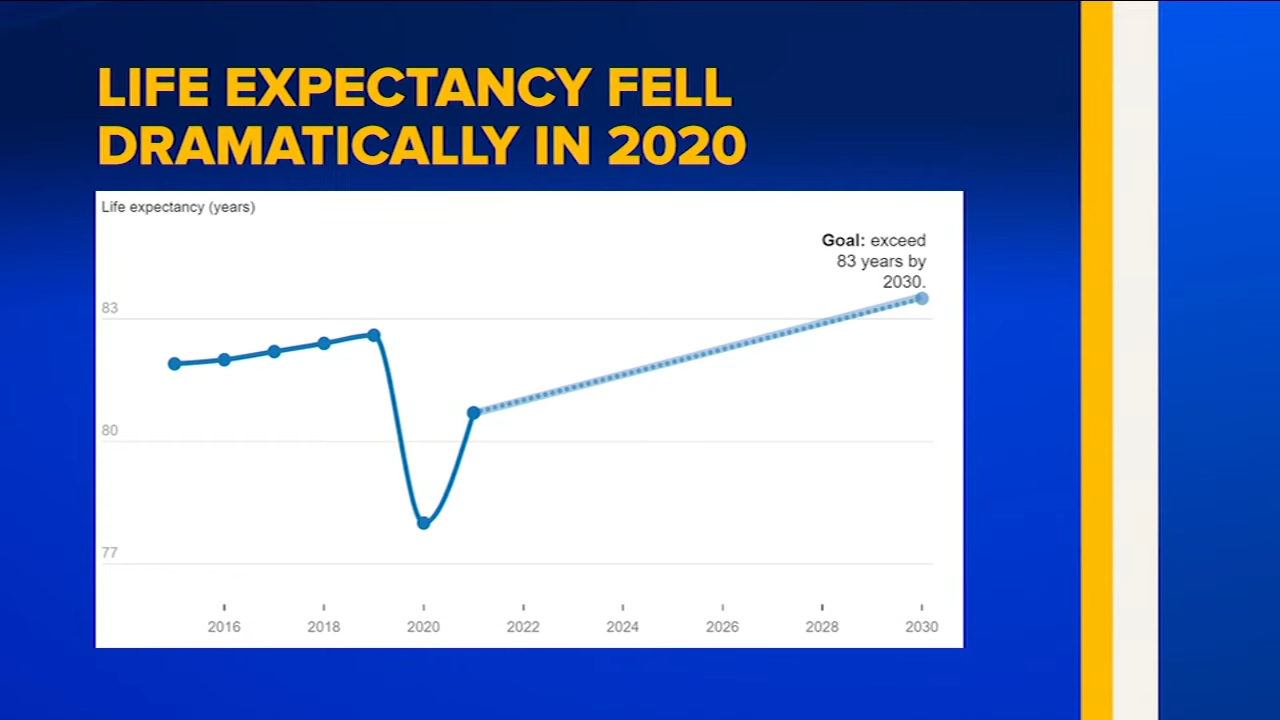 LIFE EXPECTANCY FELL
DRAMATICALLY IN 2020
Life expectancy (years)
Goal: exceed
83 years by
2030.
83
80
77
2016 2018 2020 2022 2024 2026 2028 2030